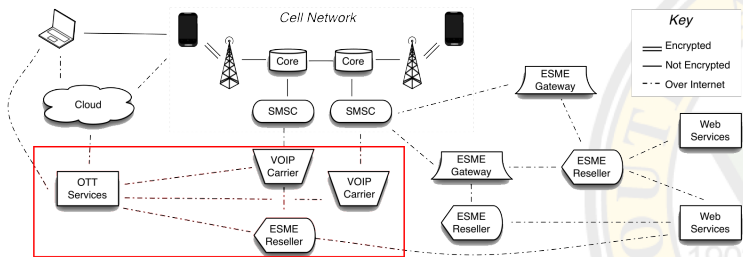 Cell Network
Key
Encrypted
Not Encrypted
Over Internet
Core
Core
Cloud
SMSC
SMSC
ESME
Gateway
Web
Services
OTT
Services
VOIP
Carrier
VOIP
Carrier
ESME
Gateway
ESME
Reseller
ESME
Reseller
ESME
Reseller
Web
Services